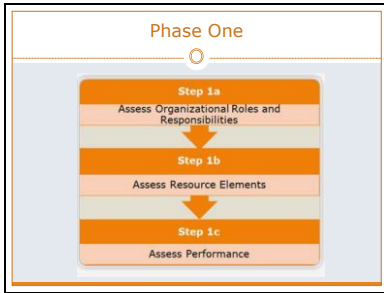 Phase One
Step 1a
Assess Organizational Roles and
Responsibilities
Step 1b
Assess Resource Elements
Step 1c
Assess Performance